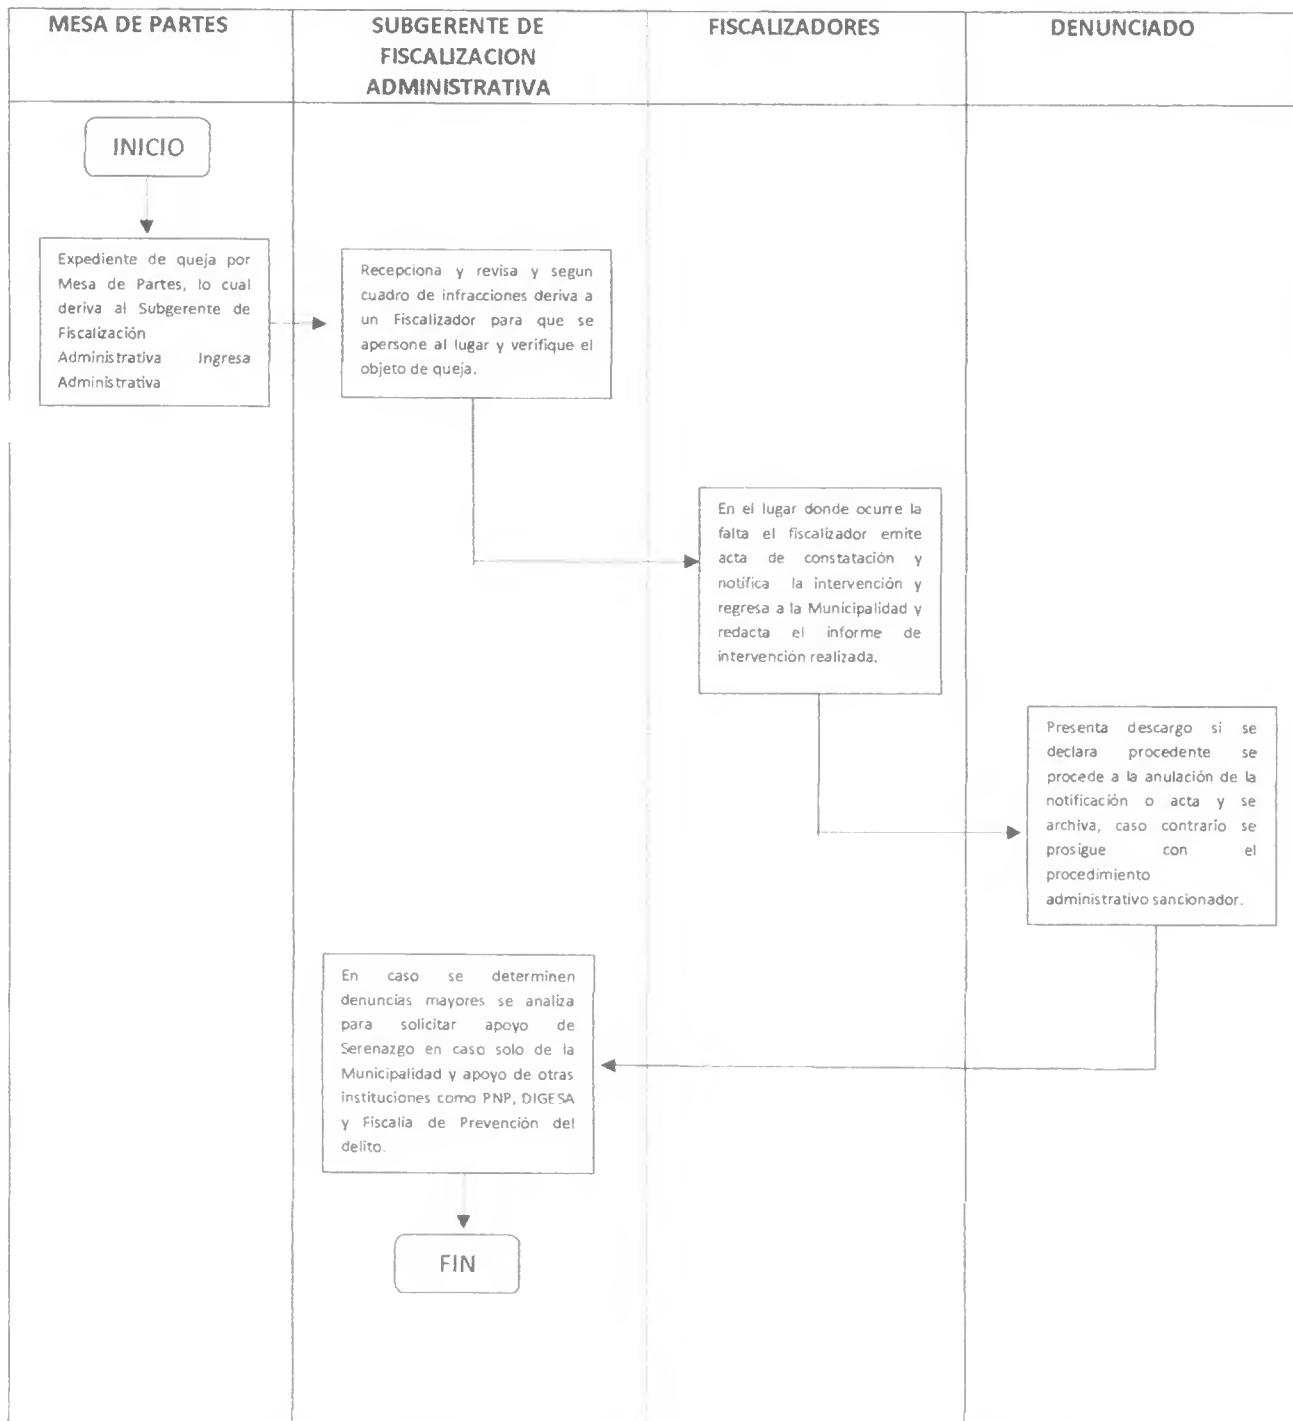 MESA DE PARTES
SUBGERENTE DE
FISCALIZACION
ADMINISTRATIVA
FISCALIZADORES
DENUNCIADO
INICIO
Expediente de queja por
Mesa de Partes, lo cual
deriva al Subgerente de
Fiscalización
Administrativa Ingresa
Administrativa
Recepciona y revisa y segun
cuadro de infracciones deriva a
un Fiscalizador para que se
apersone al lugar y verifique el
objeto de queja.
En el lugar donde ocurre la
falta el fiscalizador emite
acta de constatación y
notifica la intervención y
regresa a la Municipalidad y
redacta el informe de
intervención realizada.
Presenta descargo si se
declara procedente se
procede a la anulación de la
notificación o acta y se
archiva, caso contrario se
prosigue con el
procedimiento
administrativo sancionador.
En caso se determinen
denuncias mayores se analiza
para solicitar apoyo de
Serenazgo en caso solo de la
Municipalidad y apoyo de otras
instituciones como PNP, DIGESA
y Fiscalía de Prevención del
delito.
FIN